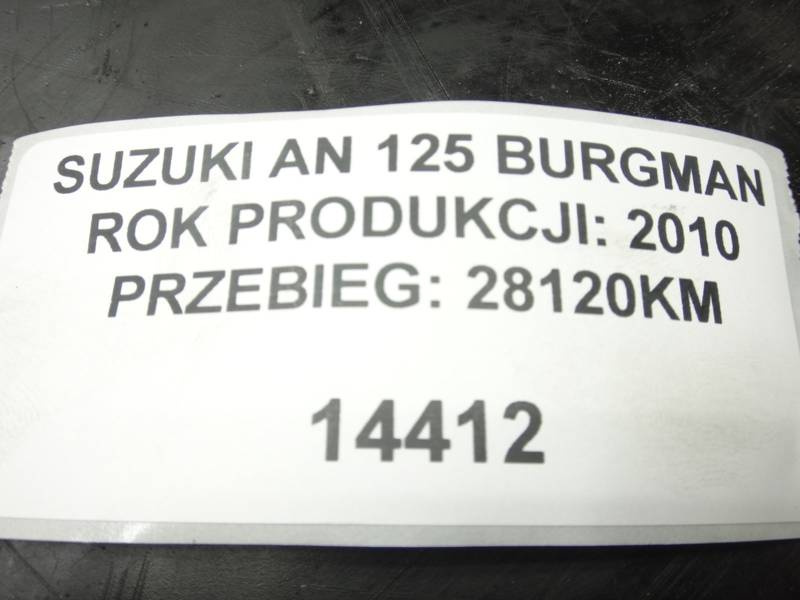 SUZUKI AN 125 BURGMAN
ROK PRODUKCJI: 2010
PRZEBIEG: 28120KM
14412